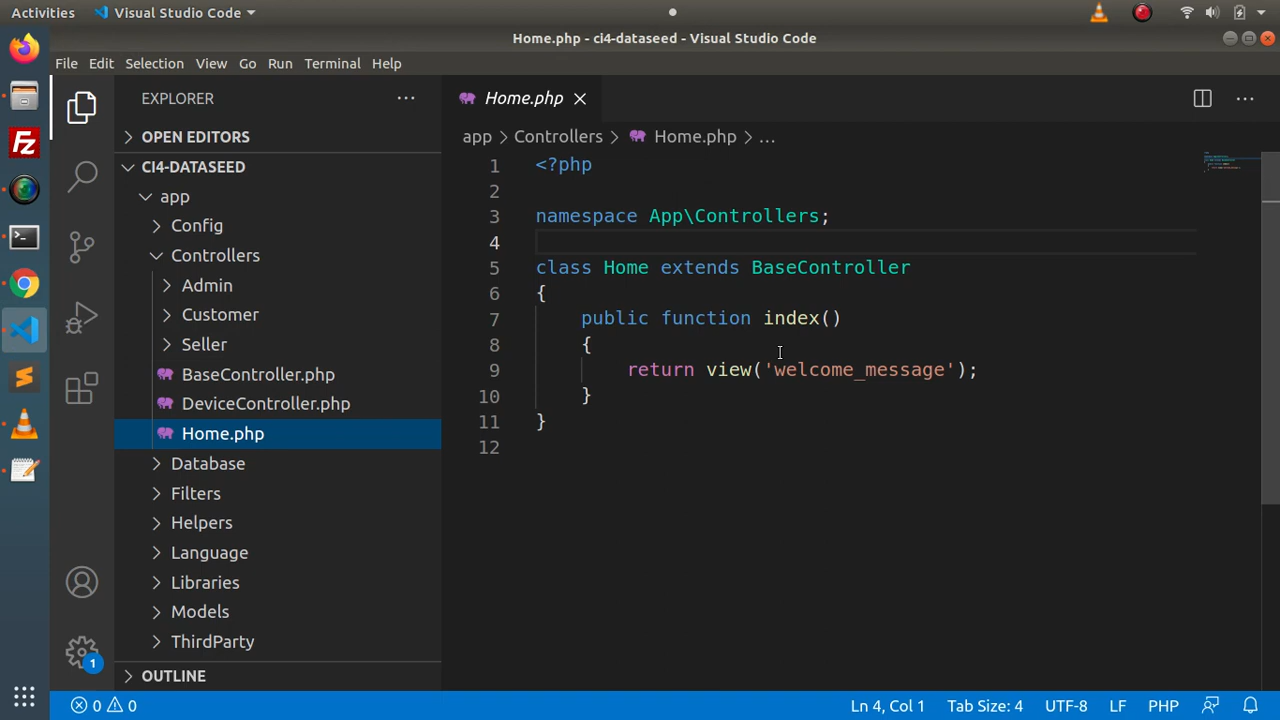 Activities
Visual Studio Code
Home.php - ci4-dataseed - Visual Studio Code
File Edit Selection View Go Run Terminal Help
EXPLORER
OPEN EDITORS
CI4-DATASEED
app
Config
Controllers
Admin
Customer
Seller
BaseController.php
DeviceController.php
Home.php
Database
Filters
Helpers
Language
Libraries
Models
ThirdParty
OUTLINE
1
Fz
Home.php
app > Controllers > Home.php > ...
1 <?php
2
3 namespace App\Controllers;
4
5 class Home extends BaseController
6 {
7 public function index()
8 {
9 return view('welcome_message');
10 }
11 }
12
0 0 Ln 4, Col 1 Tab Size: 4 UTF-8 LF PHP